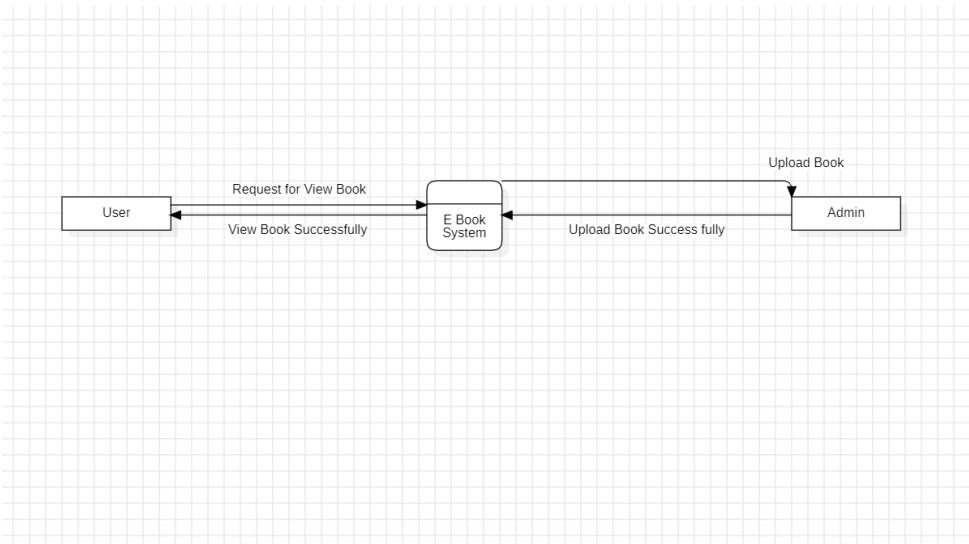 Upload Book
Request for View Book
User
E Book
System
Admin
View Book Successfully
Upload Book Success fully